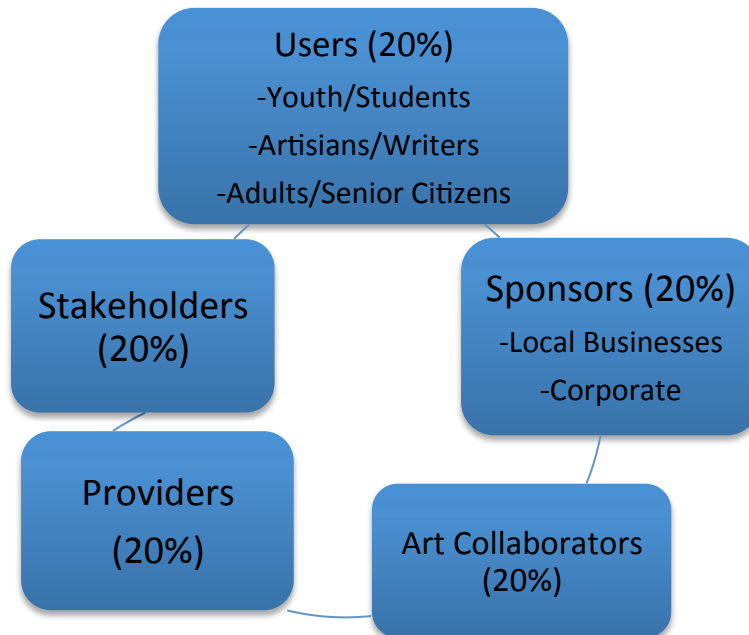 Users (20%)
-Youth/Students
-Artisians/Writers
-Adults/Senior Citizens
Sponsors (20%)
-Local Businesses
-Corporate
Art Collaborators
(20%)
Providers
(20%)
Stakeholders
(20%)